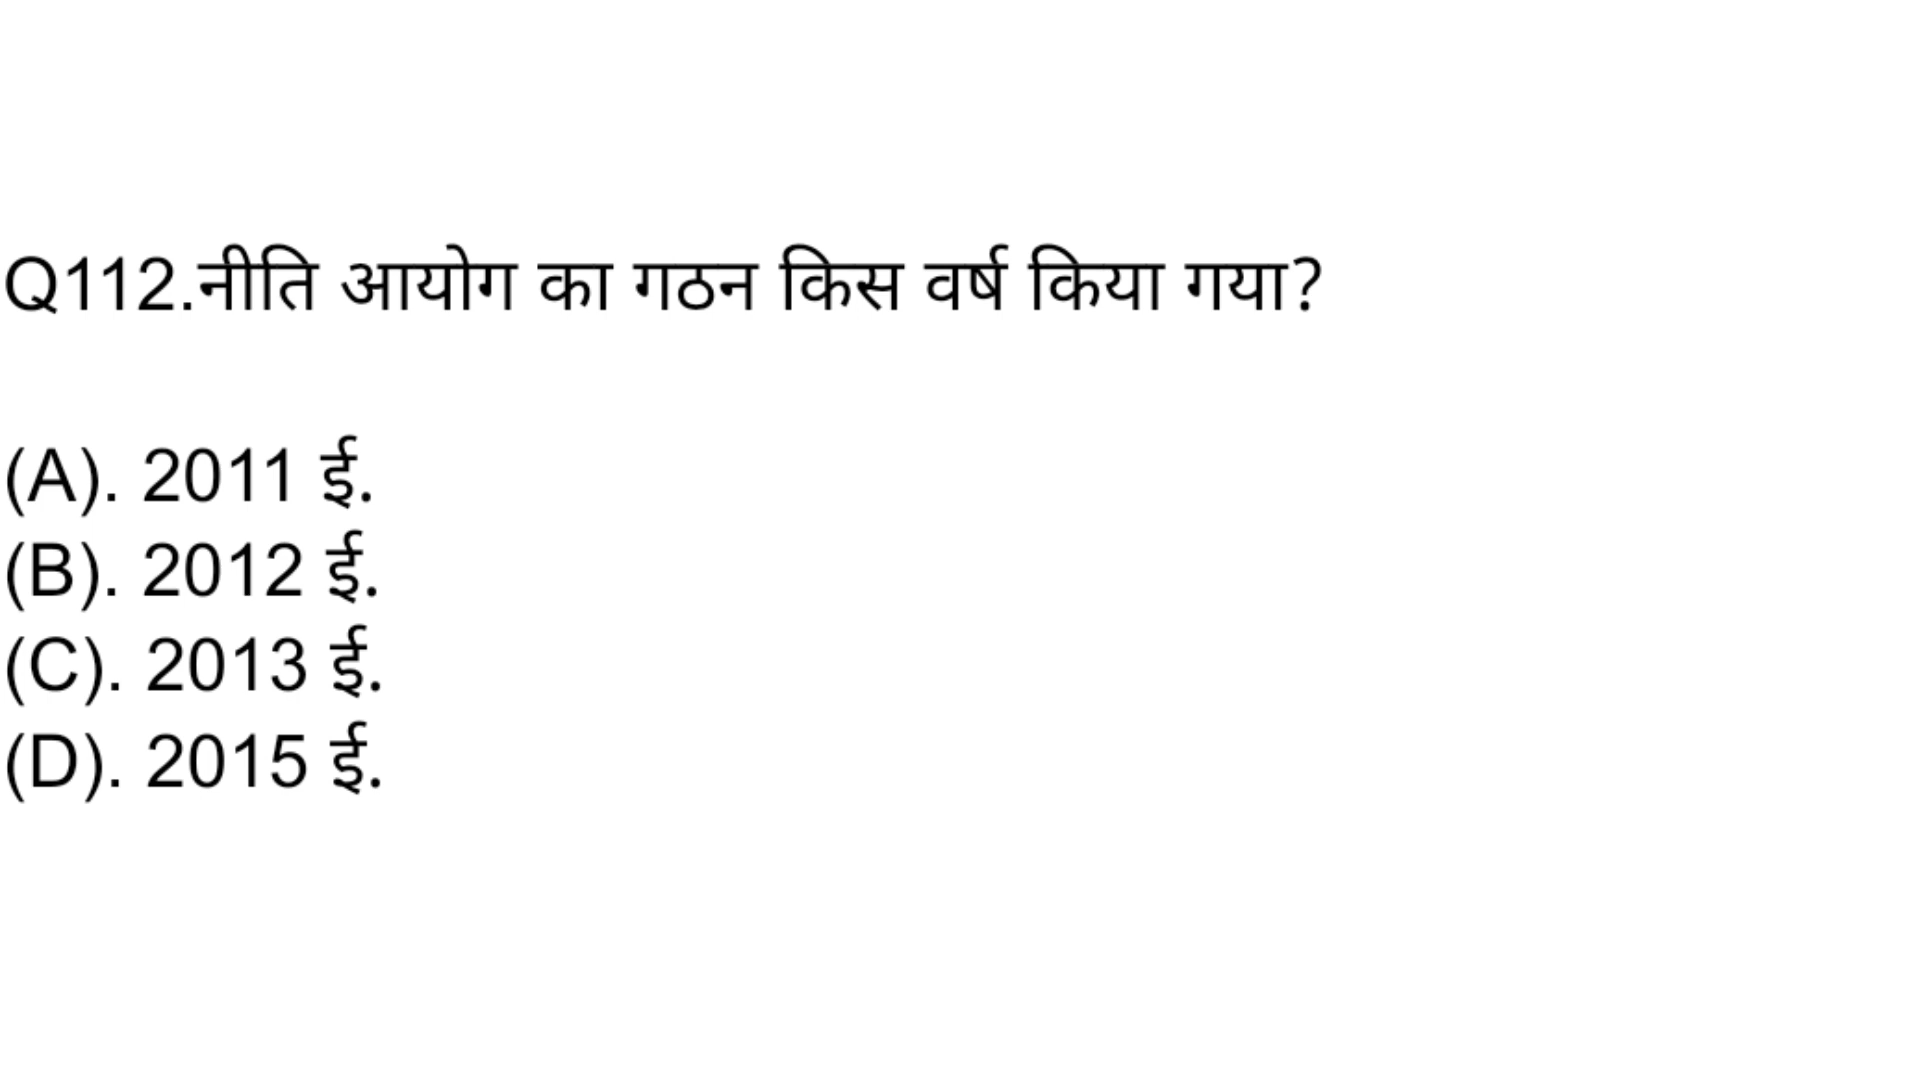 Q112.नीति आयोग का गठन किस वर्ष किया गया?
(A). 2011 ई.
(B). 2012 ई.
(C). 2013 ई.
(D). 2015 ई.